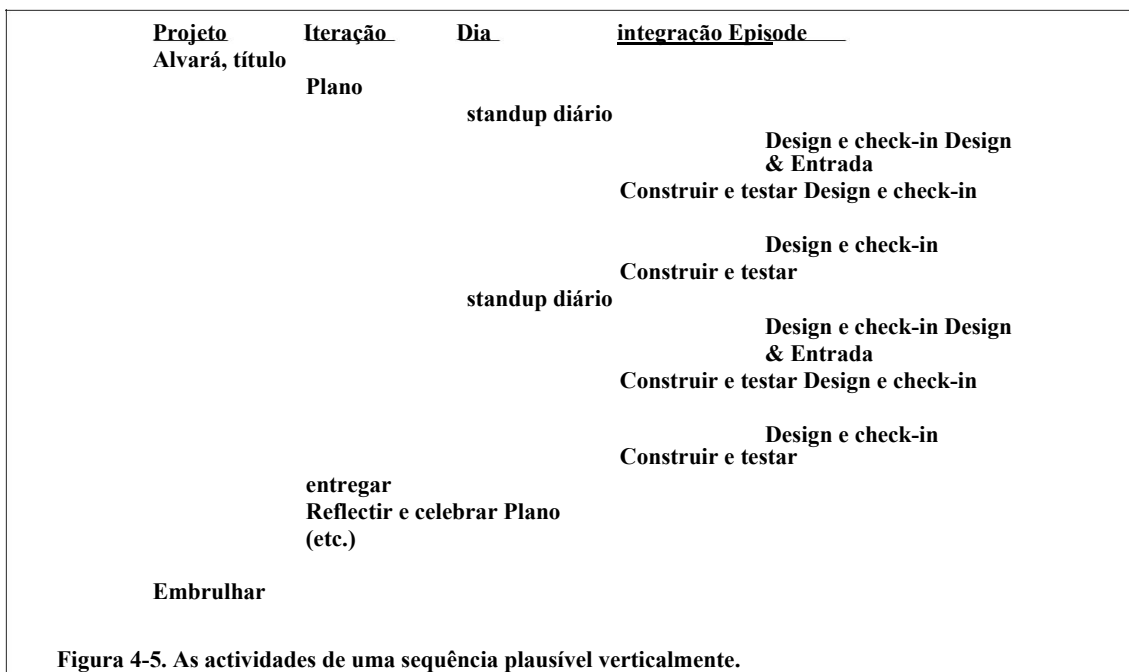 Projeto Iteração Dia integração Episode
Alvará, título
Plano
standup diário
Design e check-in Design
& Entrada
Construir e testar Design e check-in
Design e check-in
Construir e testar
standup diário
Design e check-in Design
& Entrada
Construir e testar Design e check-in
Design e check-in
Construir e testar
entregar
Reflectir e celebrar Plano
(etc.)
Embrulhar
Figura 4-5. As actividades de uma sequência plausível verticalmente.